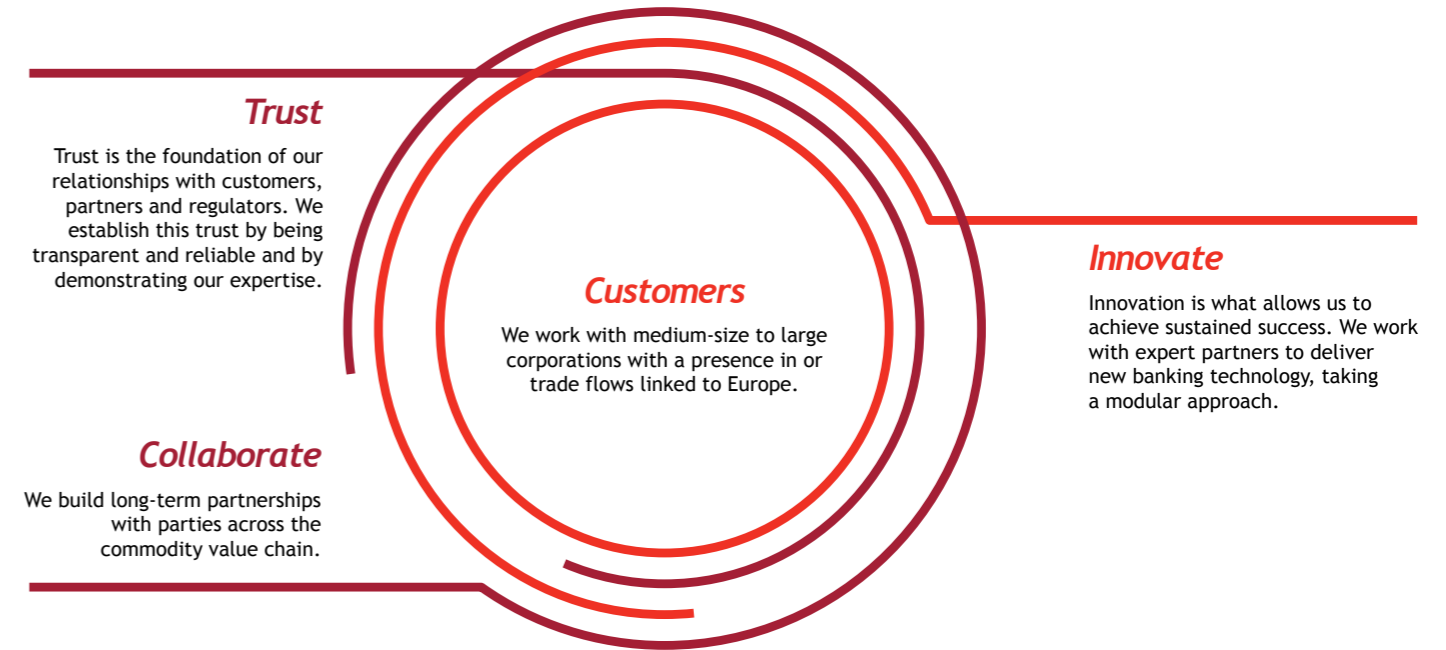 Trust
Trust is the foundation of our
relationships with customers,
partners and regulators. We
establish this trust by being
transparent and reliable and by
demonstrating our expertise.
Collaborate
We build long-term partnerships
with parties across the
commodity value chain.
Customers
We work with medium-size to large
corporations with a presence in or
trade flows linked to Europe.
Innovate
Innovation is what allows us to
achieve sustained success. We work
with expert partners to deliver
new banking technology, taking
a modular approach.